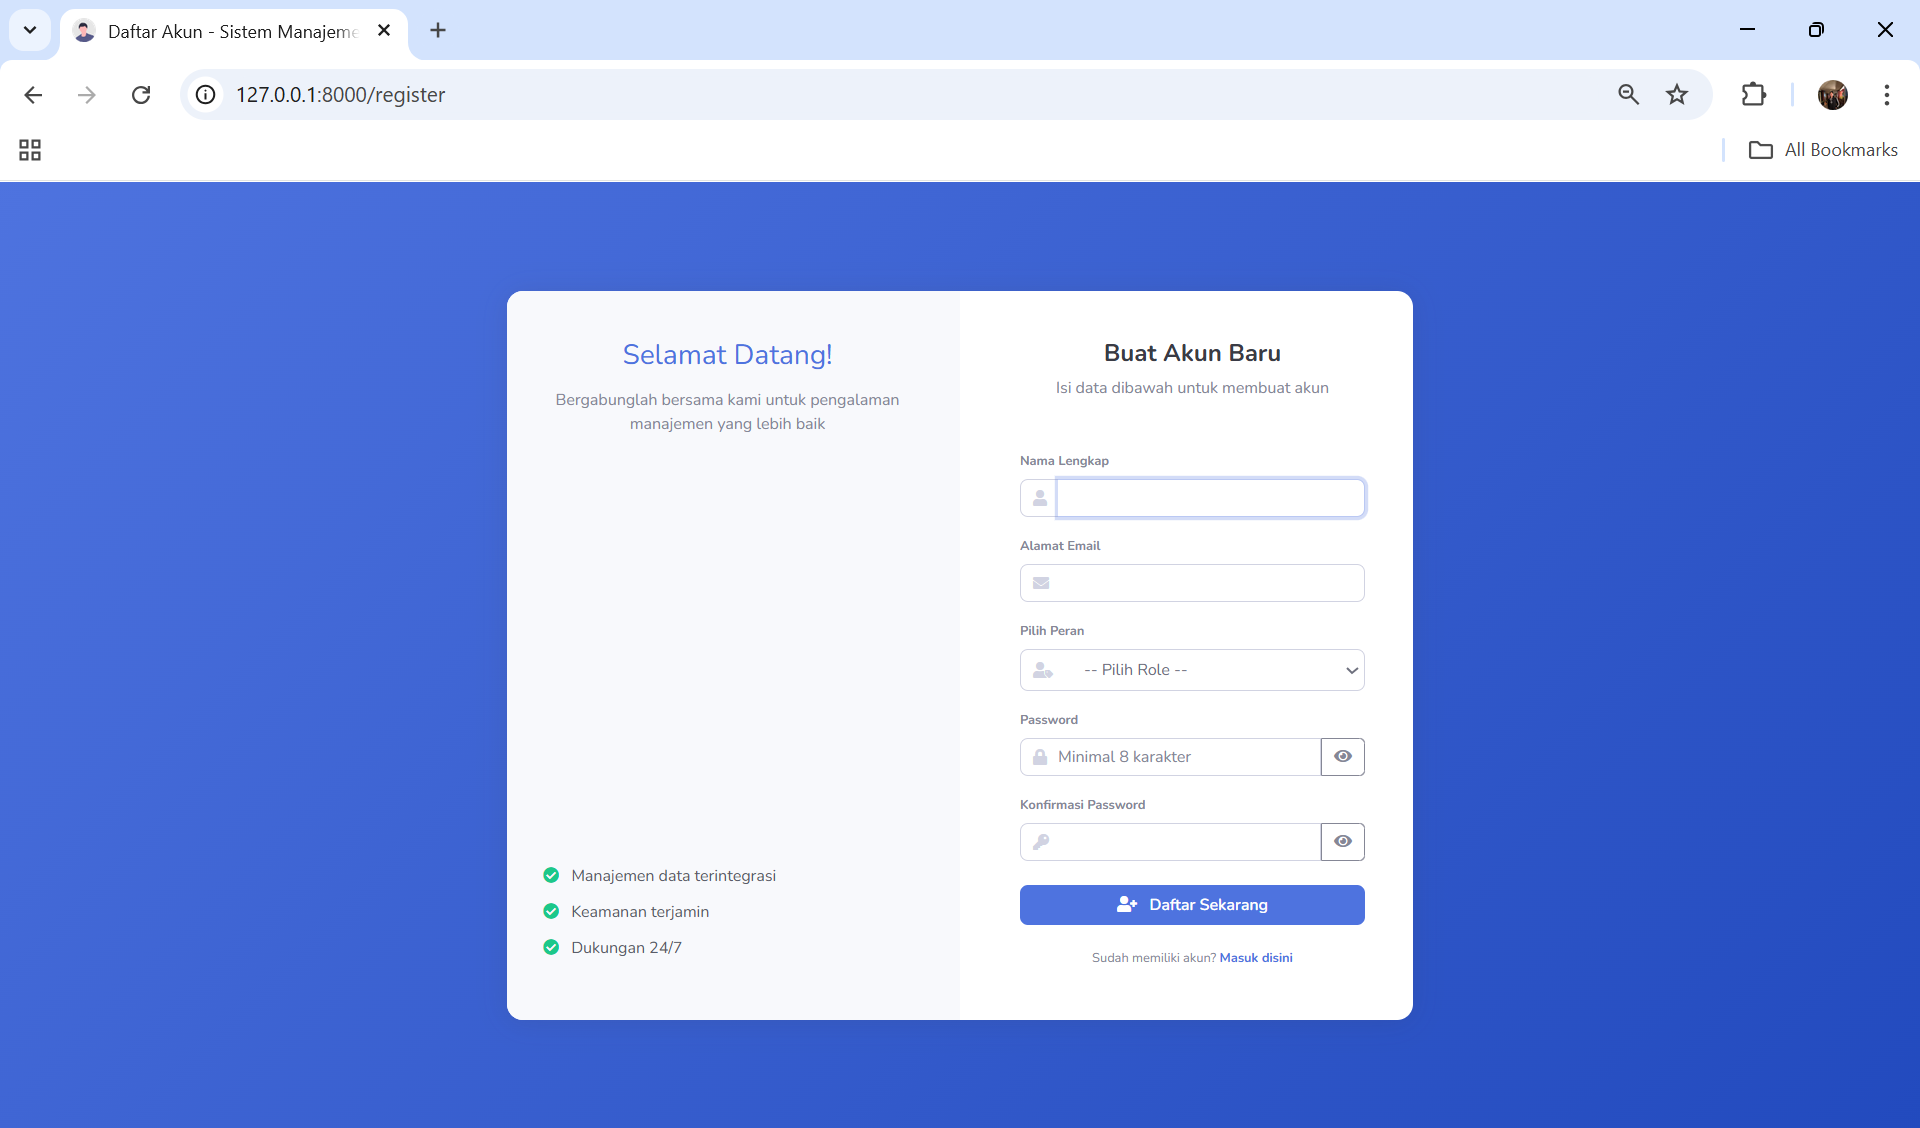 Daftar Akun - Sistem Manajeme
127.0.0.1:8000/register
All Bookmarks
Selamat Datang!
Bergabunglah bersama kami untuk pengalaman
manajemen yang lebih baik
Manajemen data terintegrasi
Keamanan terjamin
Dukungan 24/7
Buat Akun Baru
Isi data dibawah untuk membuat akun
Nama Lengkap
Alamat Email
Pilih Peran
-- Pilih Role --
Password
Minimal 8 karakter
Konfirmasi Password
Daftar Sekarang
Sudah memiliki akun? Masuk disini